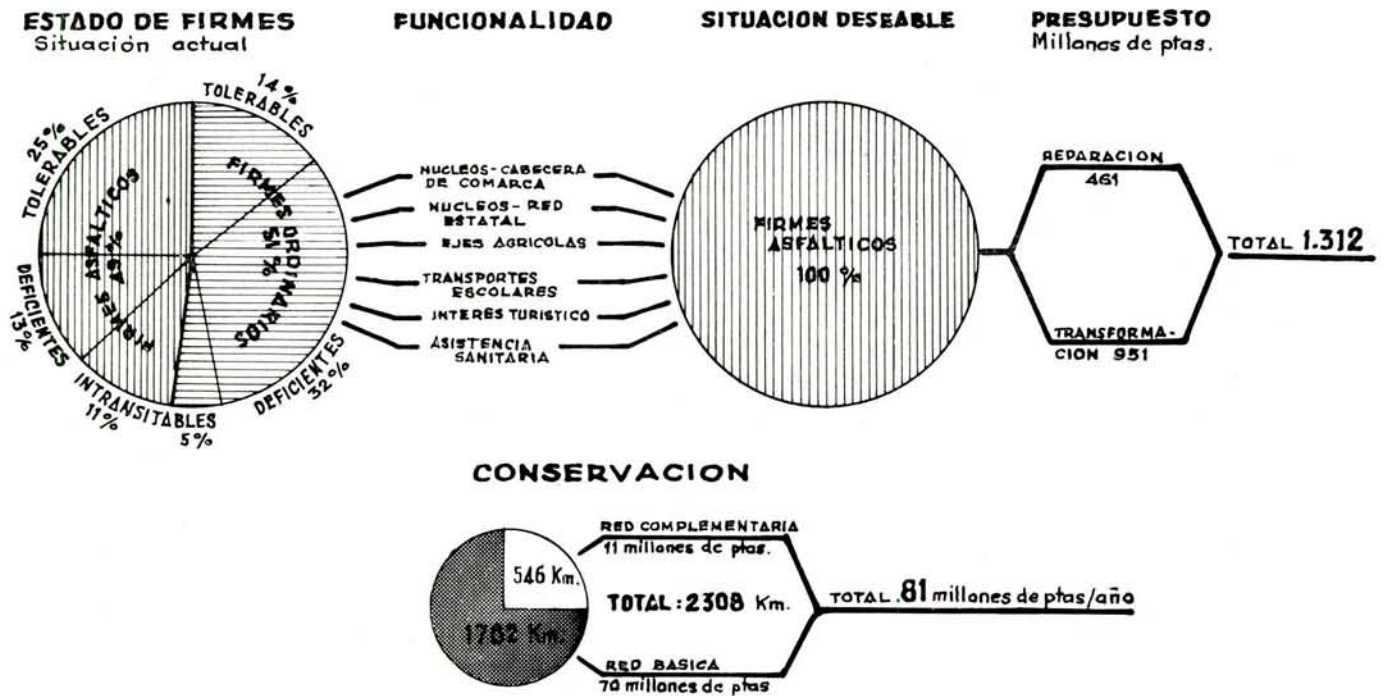 ESTADO DE FIRMES
Situación actual
FUNCIONALIDAD
SITUACION DESEABLE
PRESUPUESTO
Millones de ptas.
14%
TOLERABLES
25%
TOLERABLES
FIRMES ASFALTICOS
49%
FIRMES ORDINARIOS
51%
DEFICIENTES
13%
INTRANSITABLES
11%
5%
DEFICIENTES
32%
NUCLEOS-CABECERA
DE COMARCA
NUCLEOS-RED
ESTATAL
EJES AGRICOLAS
TRANSPORTES
ESCOLARES
INTERES TURISTICO
ASISTENCIA
SANITARIA
FIRMES
ASFALTICOS
100 %
REPARACION
461
TOTAL 1.312
TRANSFORMA-
CION 951
CONSERVACION
RED COMPLEMENTARIA
11 millones de ptas.
546 Km.
TOTAL: 2308 Km.
TOTAL. 81 millones de ptas/año
1762 Km.
RED BASICA
70 millones de ptas